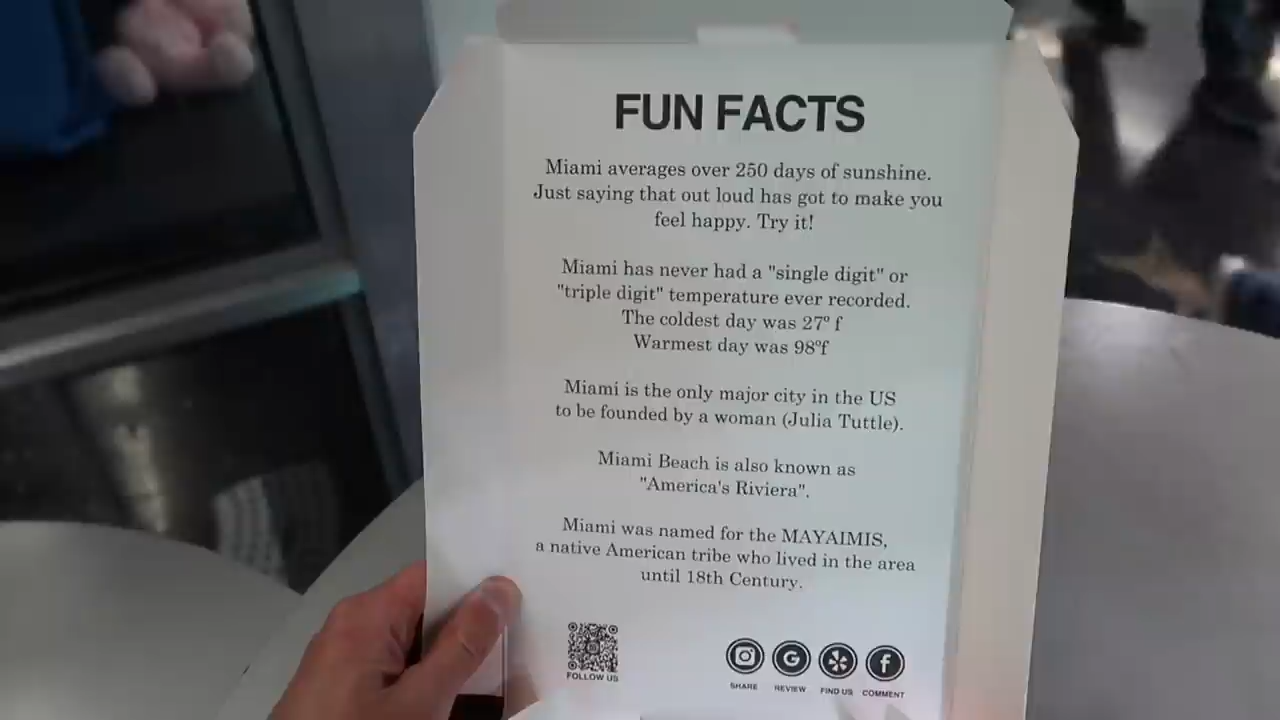 FUN FACTS
Miami averages over 250 days of sunshine.
Just saying that out loud has got to make you
feel happy. Try it!
Miami has never had a "single digit" or
"triple digit" temperature ever recorded.
The coldest day was 27º f
Warmest day was 98ºf
Miami is the only major city in the US
to be founded by a woman (Julia Tuttle).
Miami Beach is also known as
"America's Riviera".
Miami was named for the MAYAIMIS,
a native American tribe who lived in the area
until 18th Century.
FOLLOW US
SHARE REVIEW FIND US COMMENT